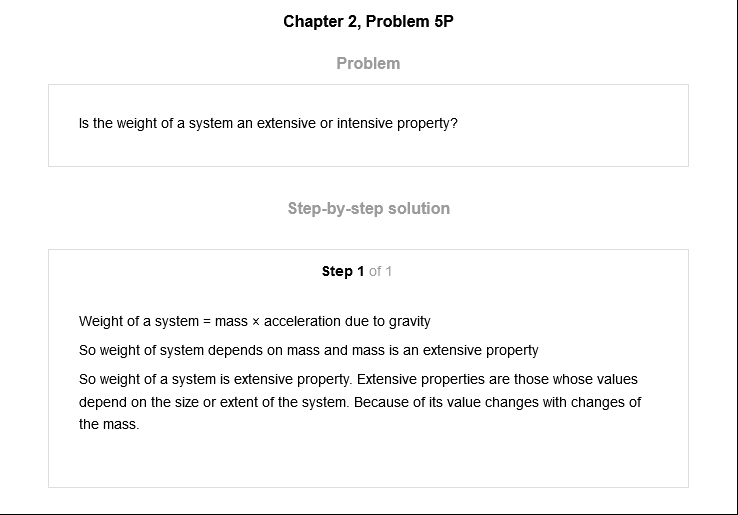 Chapter 2, Problem 5P
Problem
Is the weight of a system an extensive or intensive property?
Step-by-step solution
Step 1 of 1
Weight of a system = mass × acceleration due to gravity
So weight of system depends on mass and mass is an extensive property
So weight of a system is extensive property. Extensive properties are those whose values
depend on the size or extent of the system. Because of its value changes with changes of
the mass.